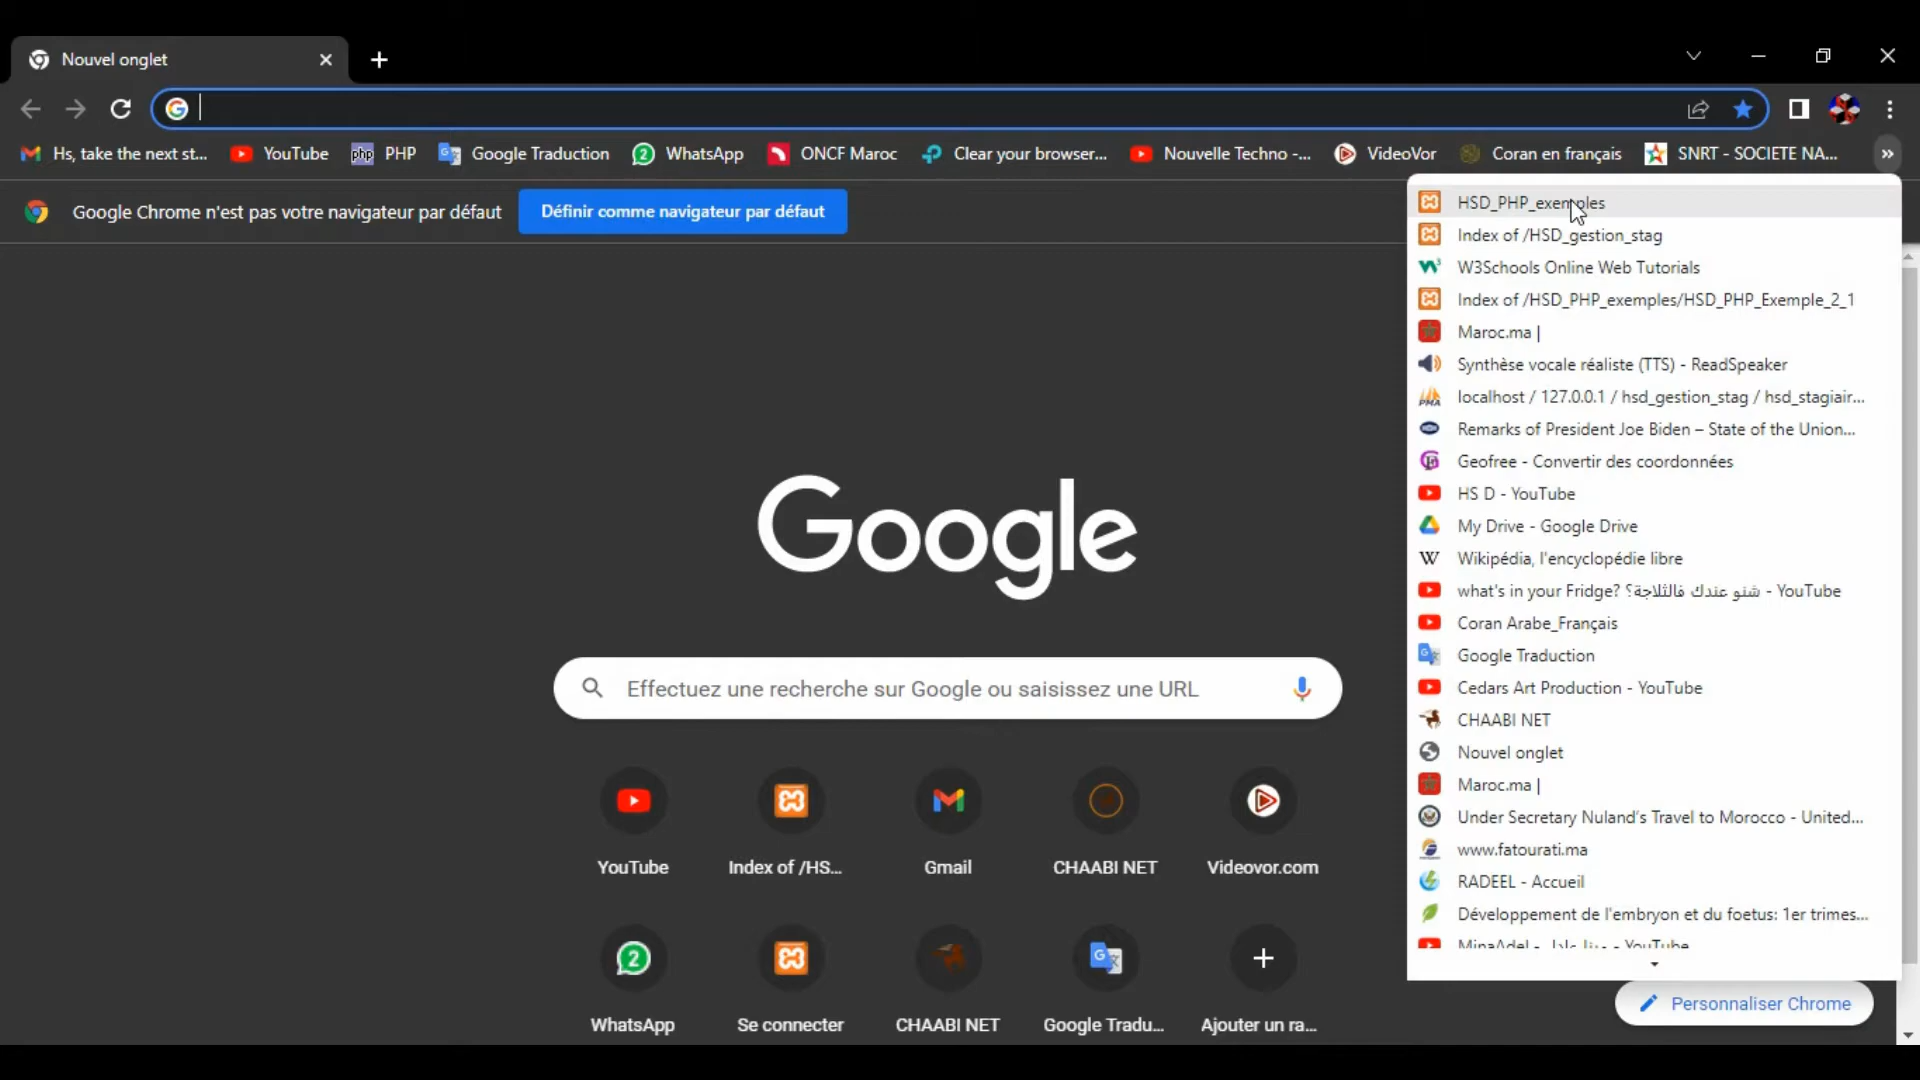 Nouvel onglet
Hs, take the next st...
YouTube
php PHP
Google Traduction
2 WhatsApp
ONCF Maroc
Clear your browser...
Nouvelle Techno -...
VideoVor
Coran en français
SNRT - SOCIETE NA...
»
Google Chrome n'est pas votre navigateur par défaut
Définir comme navigateur par défaut
HSD_PHP_exemples
Index of /HSD_gestion_stag
W3Schools Online Web Tutorials
Index of /HSD_PHP_exemples/HSD_PHP_Exemple_2_1
Maroc.ma |
Synthèse vocale réaliste (TTS) - ReadSpeaker
PMA localhost / 127.0.0.1 / hsd_gestion_stag / hsd_stagiair...
Remarks of President Joe Biden – State of the Union...
Geofree - Convertir des coordonnées
HS D - YouTube
My Drive - Google Drive
W Wikipédia, l'encyclopédie libre
what's in your Fridge? شنو عندك فالثلاجة؟ - YouTube
Coran Arabe_Français
Google Traduction
Cedars Art Production - YouTube
CHAABI NET
Nouvel onglet
Maroc.ma |
Under Secretary Nuland's Travel to Morocco - United...
www.fatourati.ma
RADEEL - Accueil
Développement de l'embryon et du foetus: 1er trimes...
MinaAdel - مينا عادل - YouTube
Google
Effectuez une recherche sur Google ou saisissez une URL
YouTube
Index of /HS...
Gmail
CHAABI NET
Videovor.com
2
WhatsApp
Se connecter
CHAABI NET
Google Tradu...
Ajouter un ra...
Personnaliser Chrome